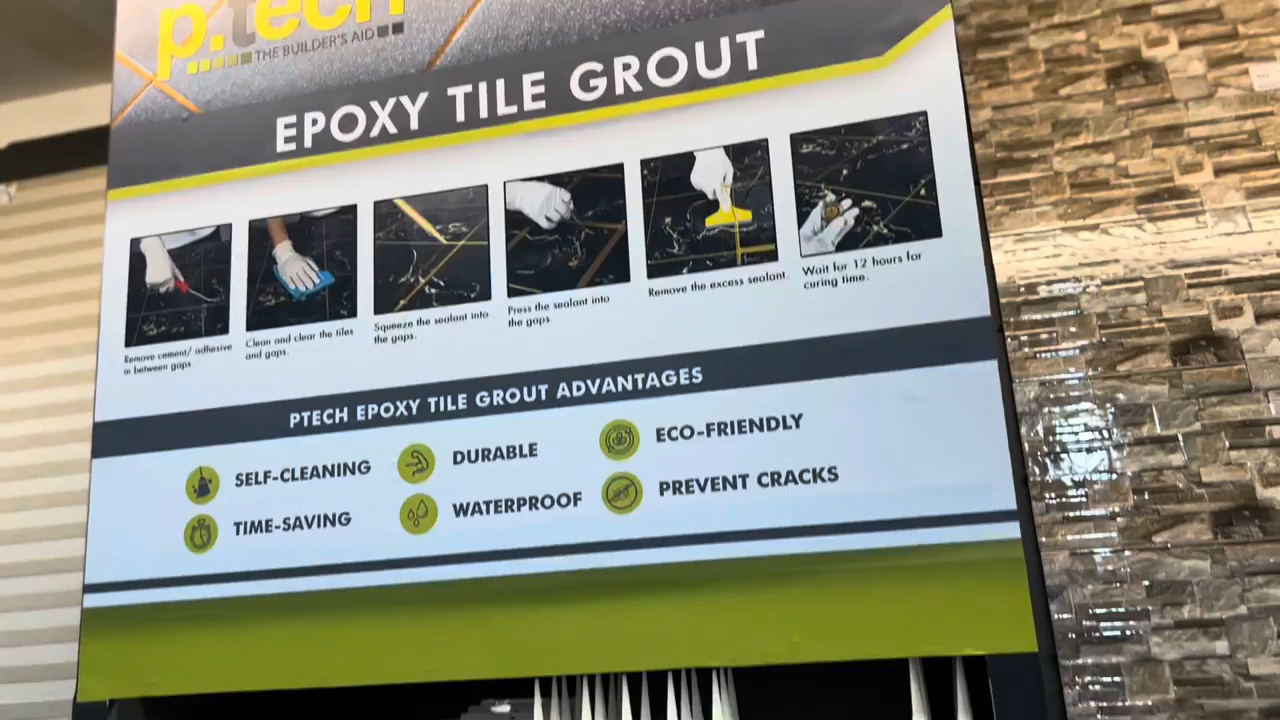 p.tech
THE BUILDER'S AID
EPOXY TILE GROUT
Remove cement/ adhesive
in between gaps
Clean and clear the tiles
and gaps.
Squeeze the sealant into
the gaps.
Press the sealant into
the gaps.
Remove the excess sealant.
Wait for 12 hours for
curing time.
PTECH EPOXY TILE GROUT ADVANTAGES
SELF-CLEANING
DURABLE
ECO-FRIENDLY
TIME-SAVING
WATERPROOF
PREVENT CRACKS